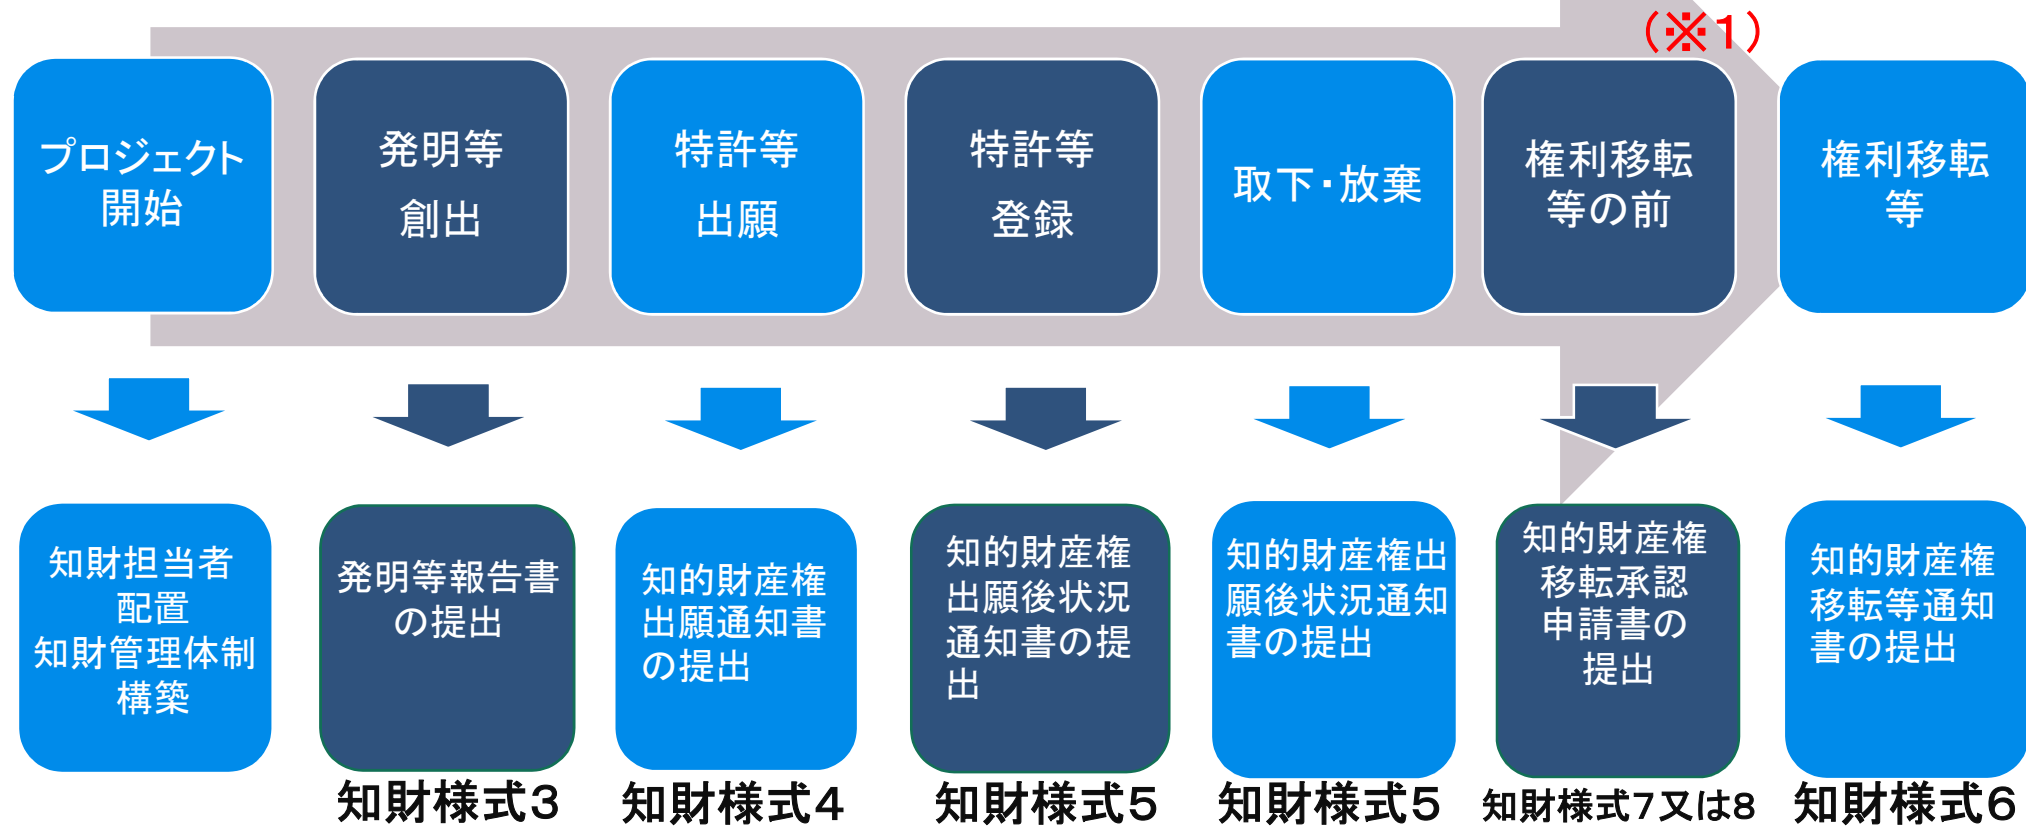 (※1)
プロジェクト
開始
発明等
創出
特許等
出願
特許等
登録
取下・放棄
権利移転
等の前
権利移転
等
知財担当者
配置
知財管理体制
構築
発明等報告書
の提出
知的財産権
出願通知書
の提出
知的財産権
出願後状況
通知書の提
出
知的財産権出
願後状況通知
書の提出
知的財産権
移転承認
申請書の
提出
知的財産権
移転等通知
書の提出
知財様式3
知財様式4
知財様式5
知財様式5
知財様式7又は8
知財様式6